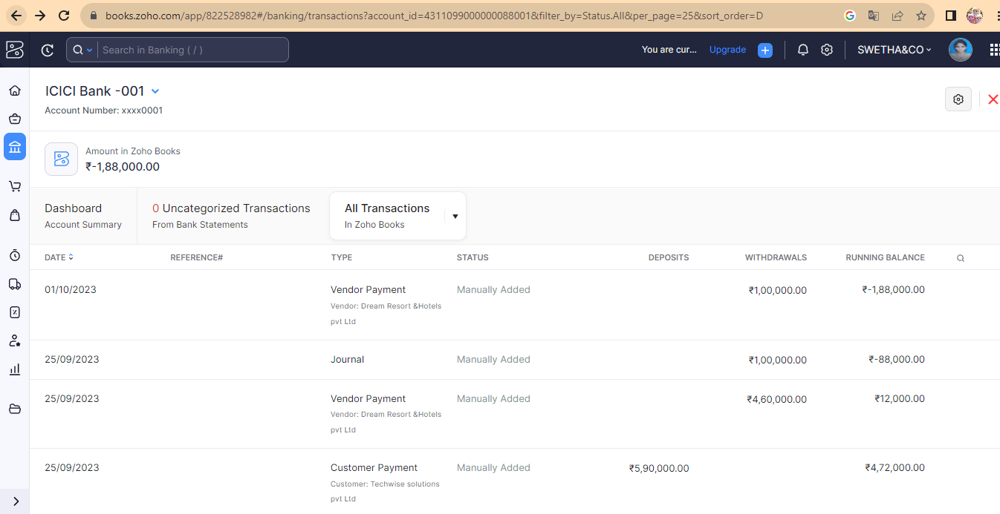 books.zoho.com/app/822528982#/banking/transactions?account_id=4311099000000088001&filter_by=Status.All&per_page=25&sort_order=D
Search in Banking ( / )
You are cur... Upgrade
SWETHA&CO
ICICI Bank -001
Account Number: xxxx0001
Amount in Zoho Books
₹-1,88,000.00
Dashboard
Account Summary
0 Uncategorized Transactions
From Bank Statements
All Transactions
In Zoho Books
DATE REFERENCE# TYPE STATUS DEPOSITS WITHDRAWALS RUNNING BALANCE
01/10/2023 Vendor Payment Manually Added ₹1,00,000.00 ₹-1,88,000.00
Vendor: Dream Resort &Hotels
pvt Ltd
25/09/2023 Journal Manually Added ₹1,00,000.00 ₹-88,000.00
25/09/2023 Vendor Payment Manually Added ₹4,60,000.00 ₹12,000.00
Vendor: Dream Resort &Hotels
pvt Ltd
25/09/2023 Customer Payment Manually Added ₹5,90,000.00 ₹4,72,000.00
Customer: Techwise solutions
pvt Ltd